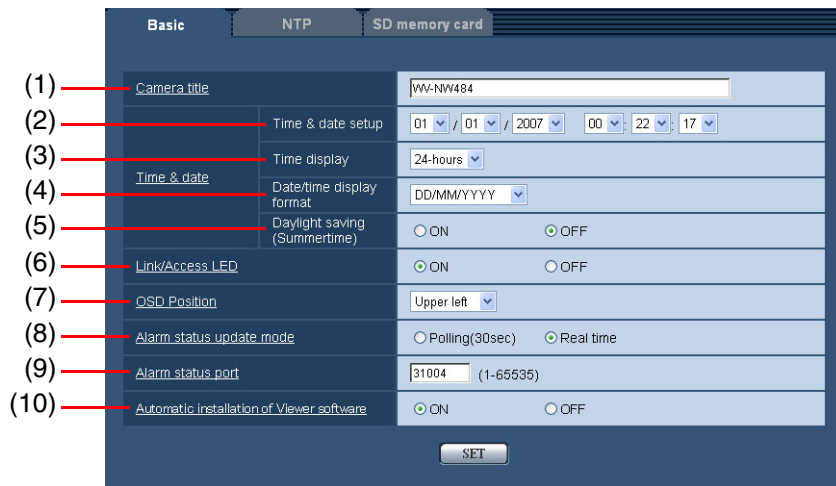 Basic NTP SD memory card
(1) Camera title WV-NW484
(2) Time & date setup 01 / 01 / 2007 00 : 22 : 17
(3) Time display 24-hours
Time & date
(4) Date/time display format DD/MM/YYYY
(5) Daylight saving (Summertime) ON OFF
(6) Link/Access LED ON OFF
(7) OSD Position Upper left
(8) Alarm status update mode Polling(30sec) Real time
(9) Alarm status port 31004 (1-65535)
(10) Automatic installation of Viewer software ON OFF
SET